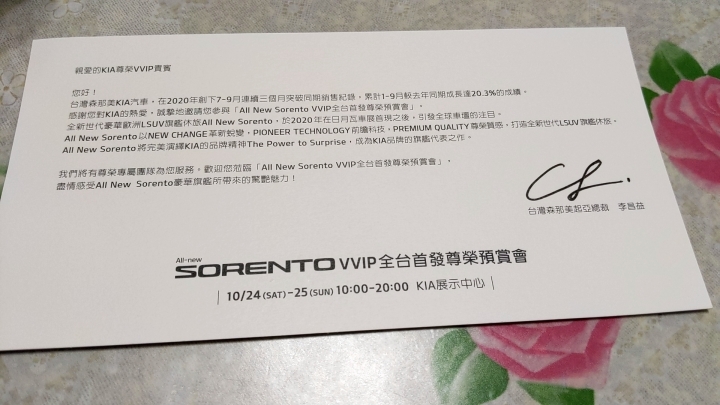 親愛的KIA尊榮VVIP貴賓
您好！
台灣森那美KIA汽車，在2020年創下7-9月連續三個月突破同期銷售紀錄，累計1-9月較去年同期成長達20.3%的成績。
感謝您對KIA的熱愛，誠摯地邀請您參與「All New Sorento VVIP全台首發尊榮預賞會」。
全新世代豪華歐洲LSUV旗艦休旅All New Sorento，於2020年在日內瓦車展首現之後，引發全球車壇的注目。
All New Sorento以NEW CHANGE革新蛻變，PIONEER TECHNOLOGY前瞻科技，PREMIUM QUALITY尊榮質感，打造全新世代LSUV旗艦休旅。
All New Sorento將完美演繹KIA的品牌精神The Power to Surprise，成為KIA品牌的旗艦代表之作。
我們將有尊榮專屬團隊為您服務，歡迎您蒞臨「All New Sorento VVIP全台首發尊榮預賞會」，
盡情感受All New Sorento豪華旗艦所帶來的驚艷魅力！
台灣森那美起亞總裁 李昌益
All-new
SORENTO VVIP全台首發尊榮預賞會
10/24(SAT)-25(SUN) 10:00-20:00 KIA展示中心